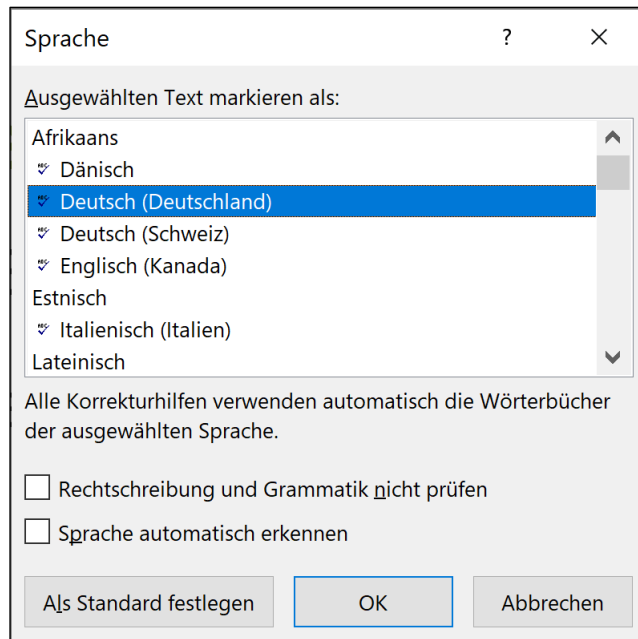 Sprache ?
Ausgewählten Text markieren als:
Afrikaans
Dänisch
Deutsch (Deutschland)
Deutsch (Schweiz)
Englisch (Kanada)
Estnisch
Italienisch (Italien)
Lateinisch
Alle Korrekturhilfen verwenden automatisch die Wörterbücher
der ausgewählten Sprache.
Rechtschreibung und Grammatik nicht prüfen
Sprache automatisch erkennen
Als Standard festlegen OK Abbrechen